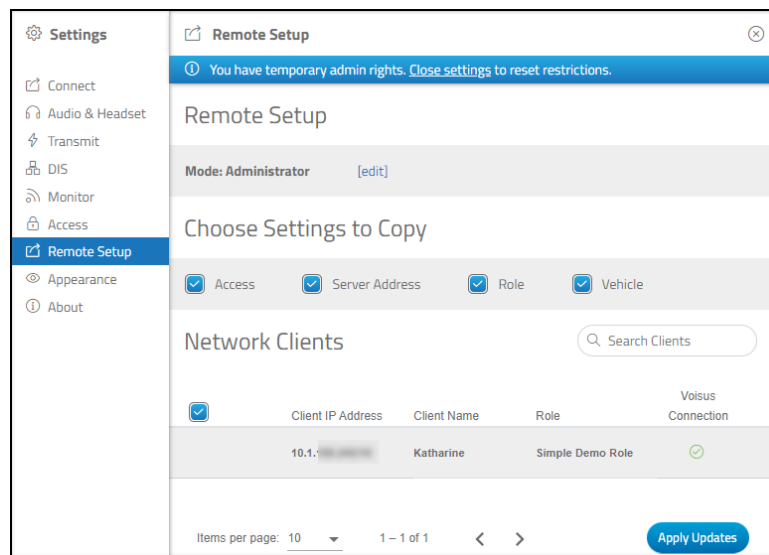 Settings
Connect
Audio & Headset
Transmit
DIS
Monitor
Access
Remote Setup
Appearance
About
Remote Setup
You have temporary admin rights. Close settings to reset restrictions.
Remote Setup
Mode: Administrator [edit]
Choose Settings to Copy
Access Server Address Role Vehicle
Network Clients Search Clients
Voisus
Client IP Address Client Name Role Connection
10.1. Katharine Simple Demo Role
Items per page: 10 1 – 1 of 1 Apply Updates